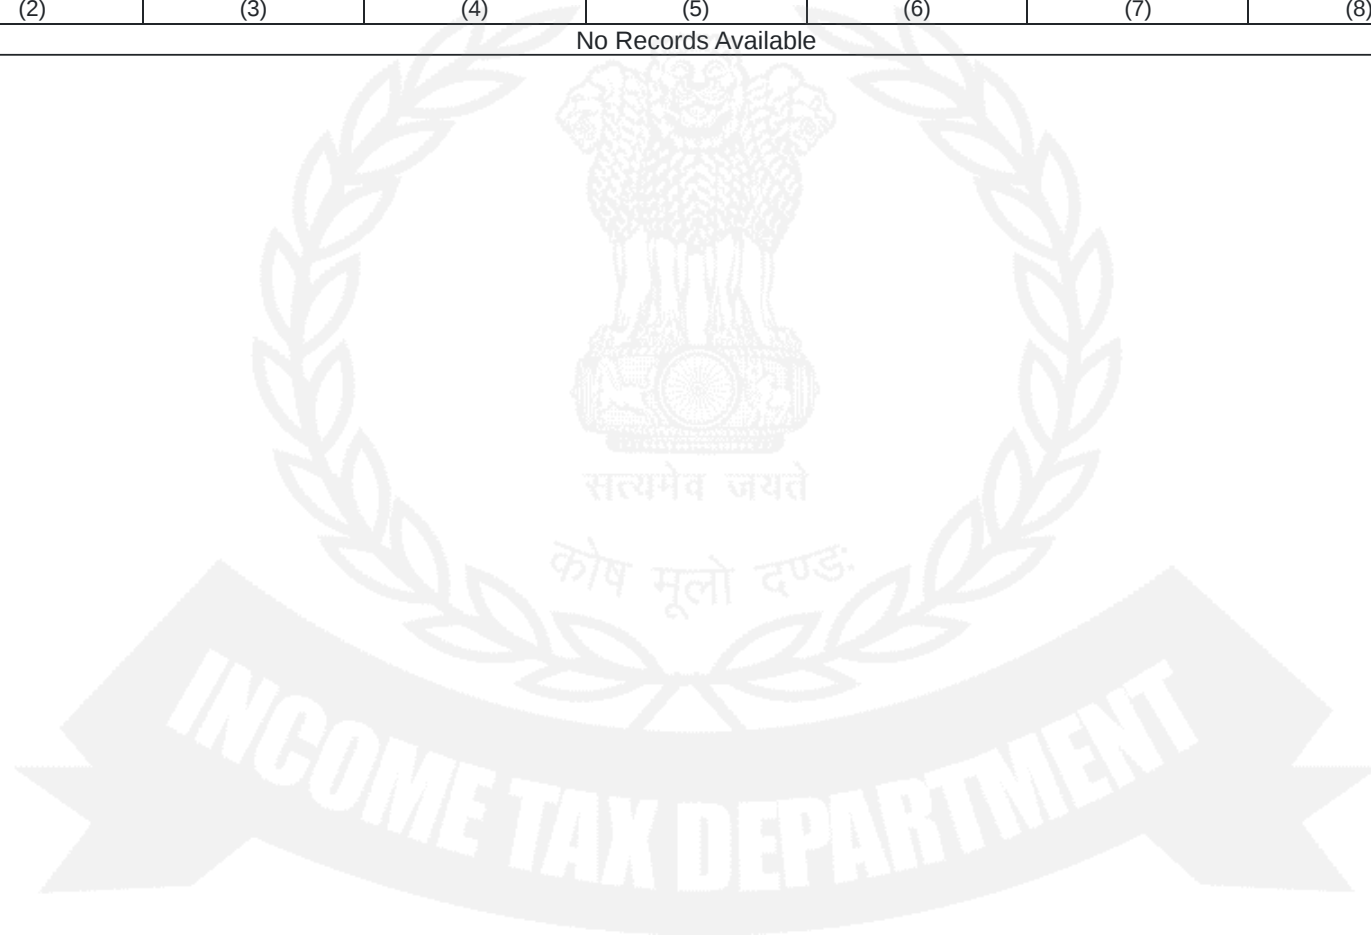 (2) (3) (4) (5) (6) (7) (8)
No Records Available
सत्यमेव जयते
कोष मूलो दण्डः
INCOME TAX DEPARTMENT